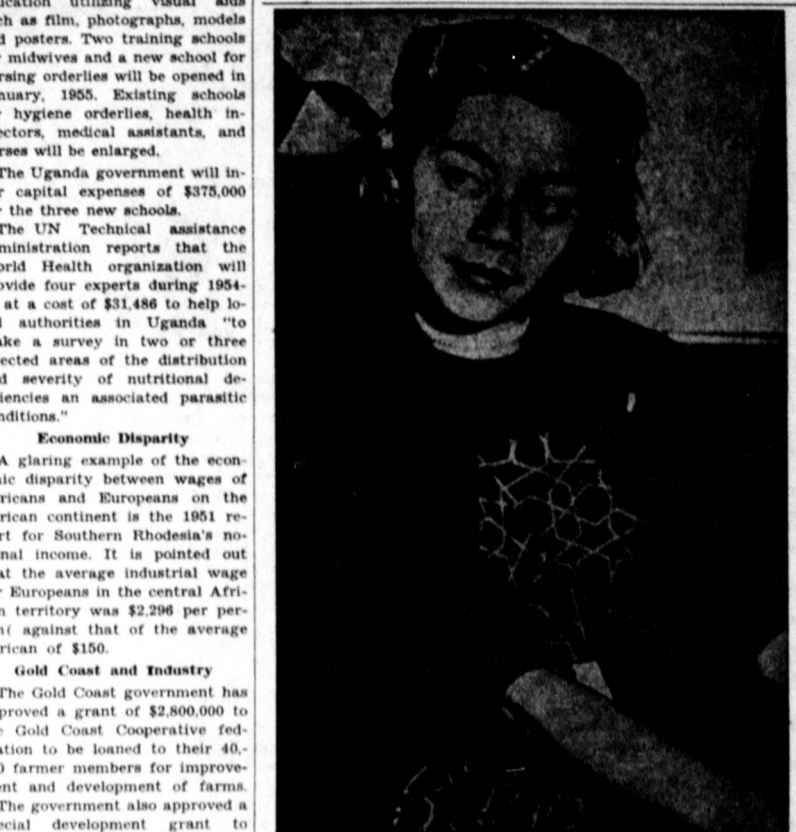 ucation utilizing visual aids
ch as film, photographs, models
d posters. Two training schools
r midwives and a new school for
rsing orderlies will be opened in
nuary, 1955. Existing schools
r hygiene orderlies, health in-
ectors, medical assistants, and
rses will be enlarged.
The Uganda government will in-
r capital expenses of $375,000
r the three new schools.
The UN Technical assistance
ministration reports that the
orld Health organization will
ovide four experts during 1954-
at a cost of $31,486 to help lo-
l authorities in Uganda "to
ake a survey in two or three
lected areas of the distribution
d severity of nutritional de-
iencies an associated parasitic
nditions."
Economic Disparity
A glaring example of the econ-
ic disparity between wages of
ricans and Europeans on the
rican continent is the 1951 re-
rt for Southern Rhodesia's no-
nal income. It is pointed out
at the average industrial wage
r Europeans in the central Afri-
n territory was $2,296 per per-
n( against that of the average
rican of $150.
Gold Coast and Industry
The Gold Coast government has
proved a grant of $2,800,000 to
e Gold Coast Cooperative fed-
ation to be loaned to their 40,-
0 farmer members for improve-
ent and development of farms.
The government also approved a
ecial development grant to